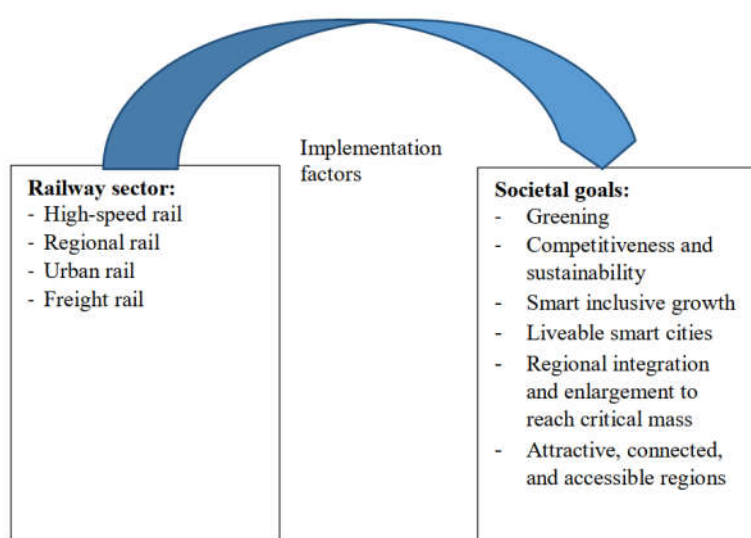 Implementation
factors
Railway sector:
- High-speed rail
- Regional rail
- Urban rail
- Freight rail
Societal goals:
- Greening
- Competitiveness and
sustainability
- Smart inclusive growth
- Liveable smart cities
- Regional integration
and enlargement to
reach critical mass
- Attractive, connected,
and accessible regions